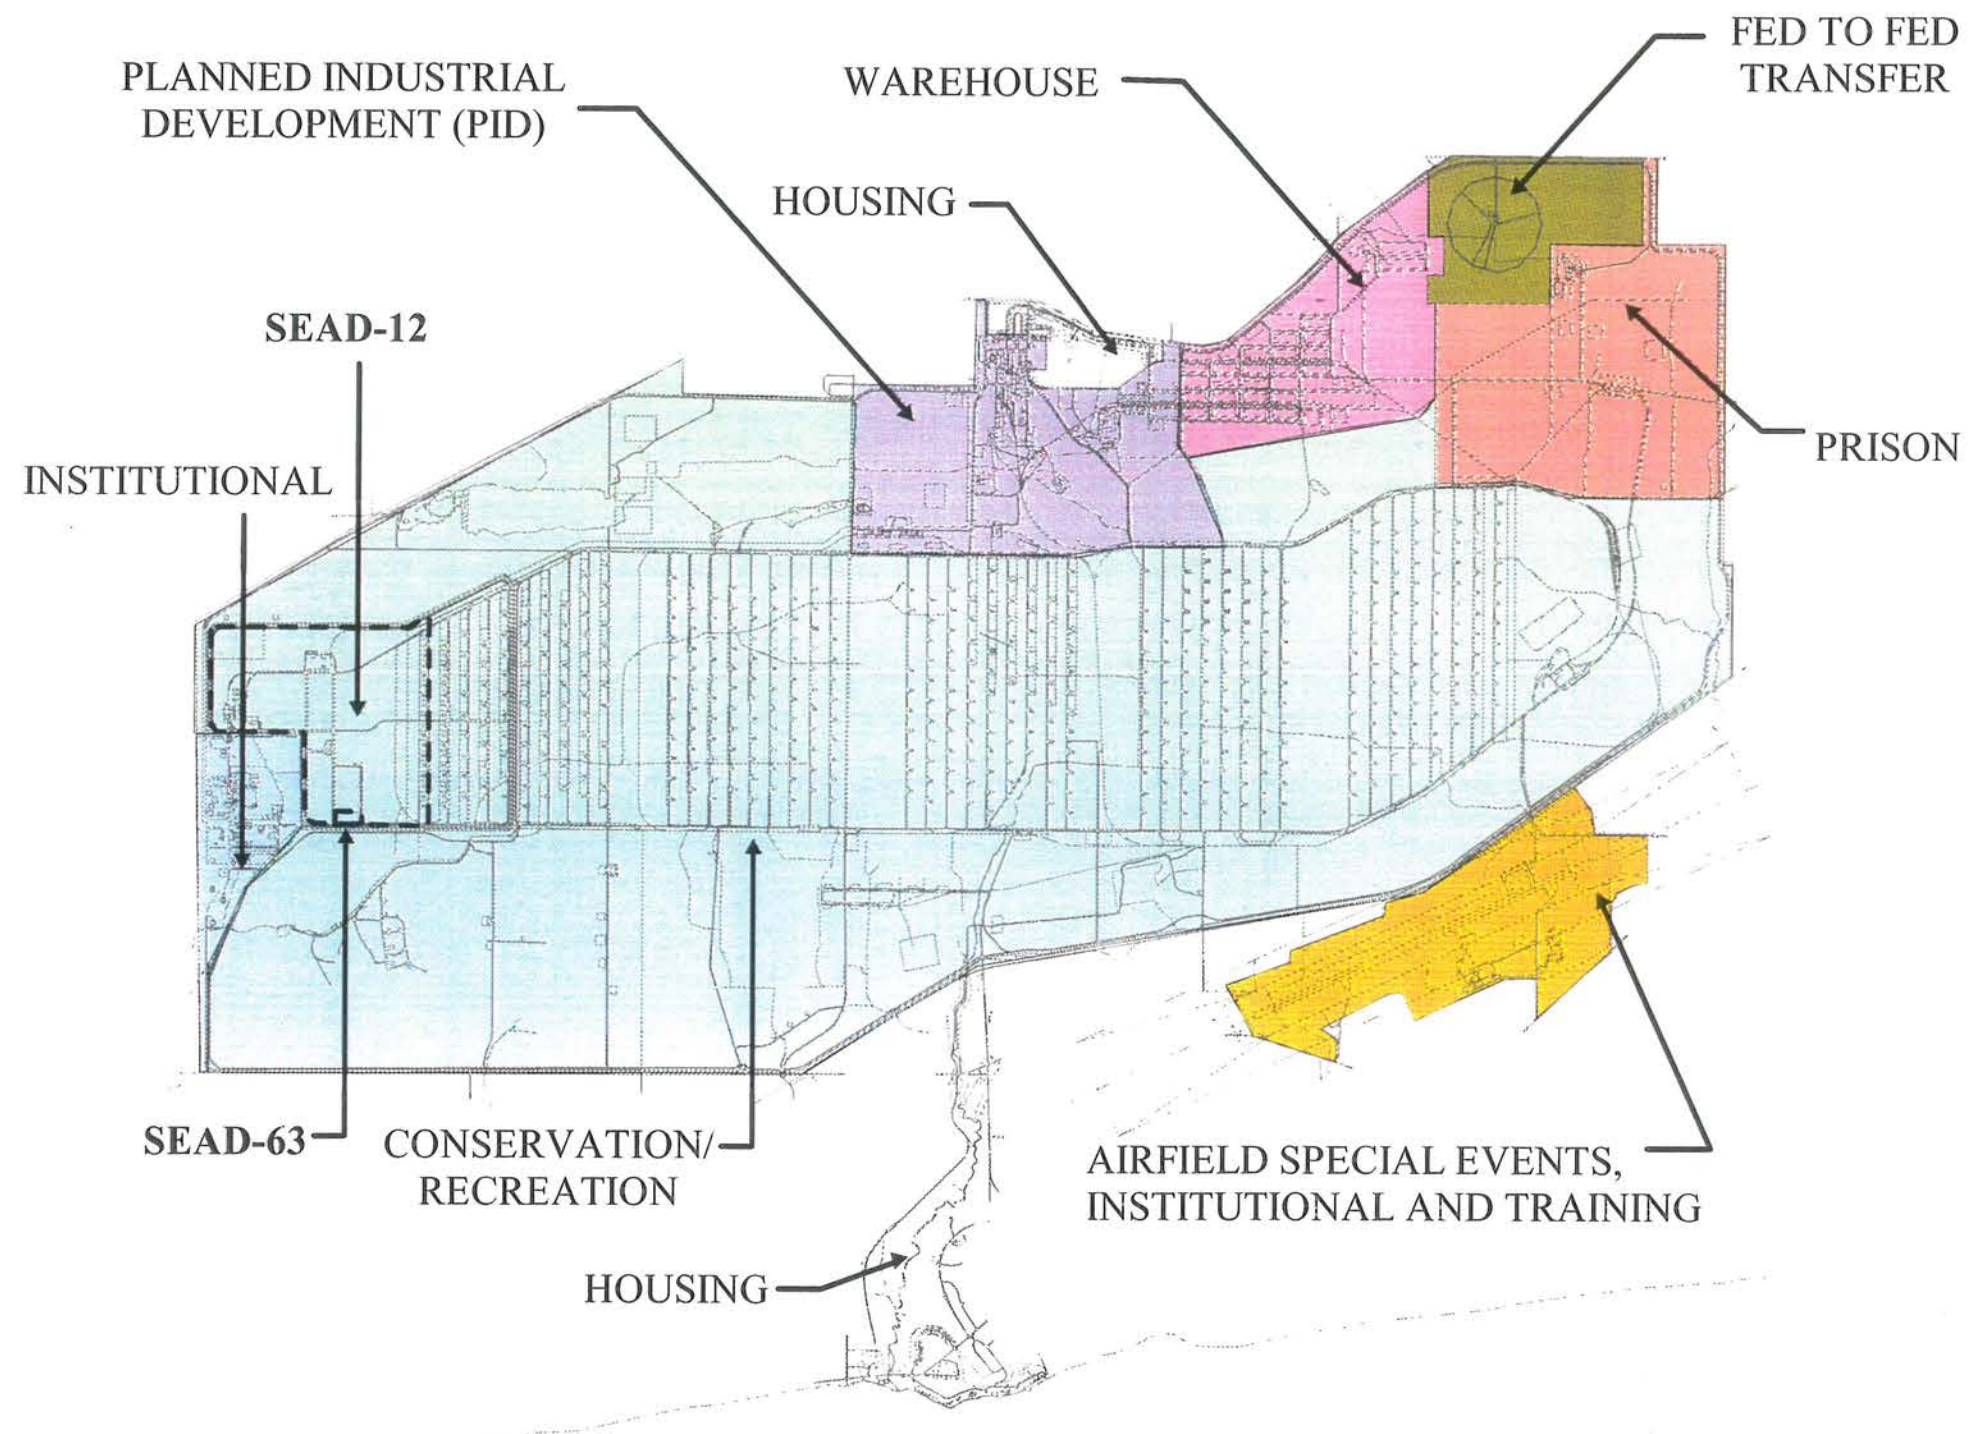 FED TO FED
TRANSFER
PLANNED INDUSTRIAL
DEVELOPMENT (PID)
WAREHOUSE
HOUSING
SEAD-12
PRISON
INSTITUTIONAL
SEAD-63
CONSERVATION/
RECREATION
AIRFIELD SPECIAL EVENTS,
INSTITUTIONAL AND TRAINING
HOUSING